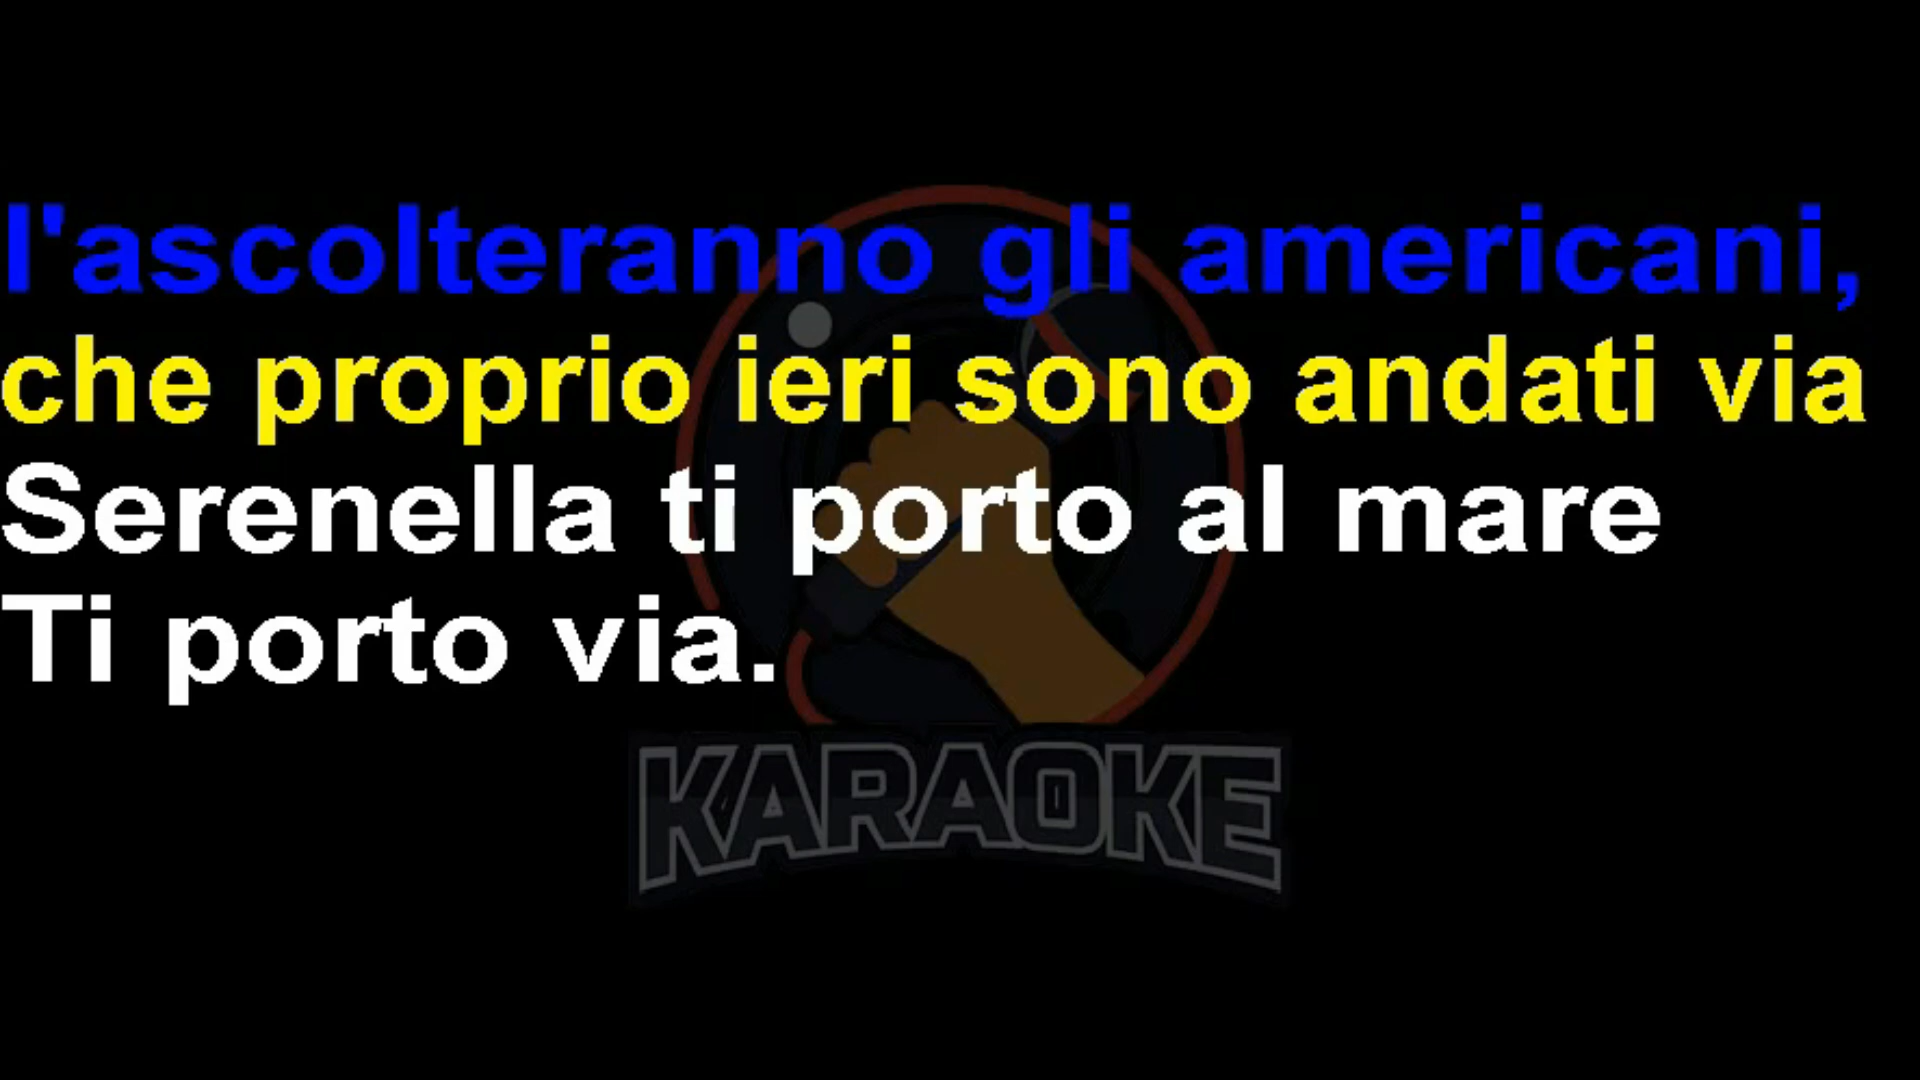 l'ascolteranno gli americani,
che proprio ieri sono andati via
Serenella ti porto al mare
Ti porto via.
KARAOKE